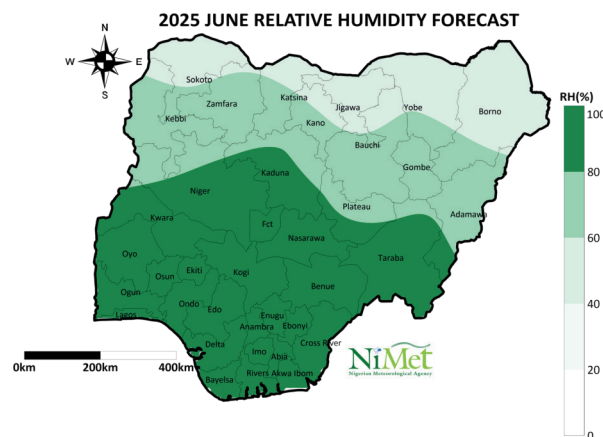 2025 JUNE RELATIVE HUMIDITY FORECAST
N
W E
S
RH(%)
100
80
60
40
20
0
Sokoto
Katsina
Zamfara
Jigawa
Yobe
Borno
Kebbi
Kano
Bauchi
Gombe
Kaduna
Niger
Plateau
Adamawa
Kwara
Fct
Nasarawa
Oyo
Taraba
Osun
Ekiti
Kogi
Ogun
Benue
Ondo
Edo
Lagos
Enugu
Anambra
Ebonyi
Delta
Cross River
Imo
Abia
Bayelsa
Rivers
Akwa Ibom
NiMet
Nigerian Meteorological Agency
0km 200km 400km